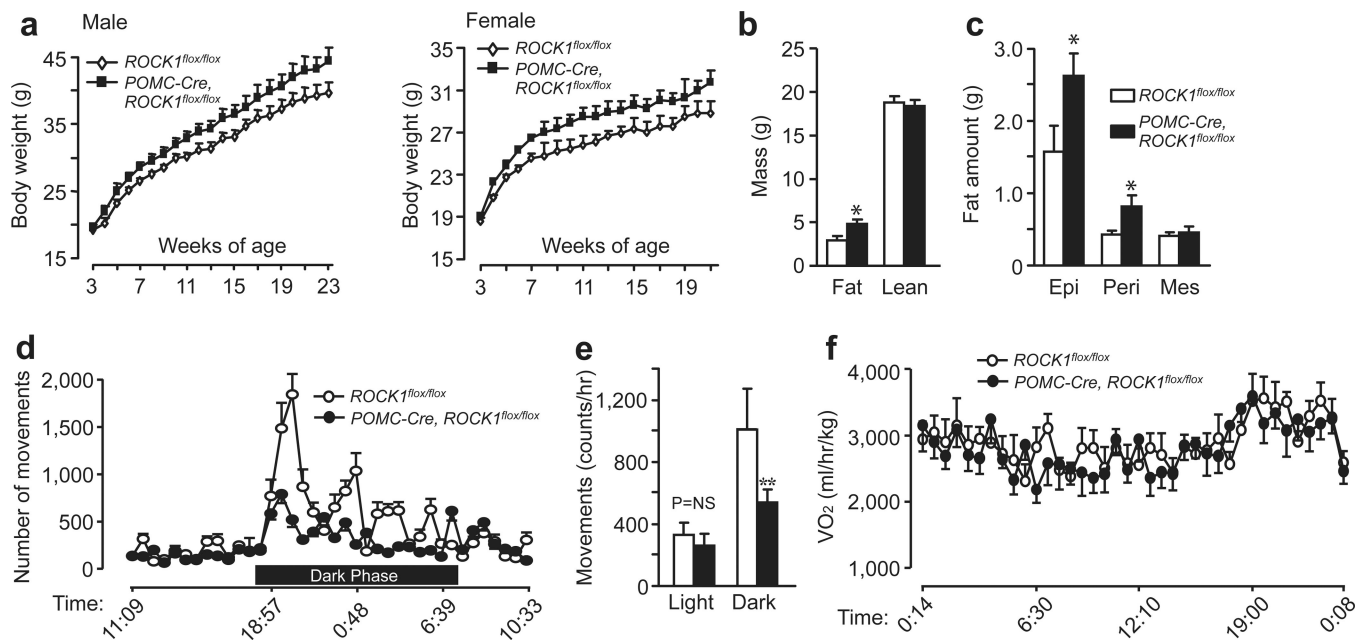 a
Male
ROCK1flox/flox
POMC-Cre,
ROCK1flox/flox
Body weight (g)
45
35
25
15
Weeks of age
3 7 11 15 19 23
Female
ROCK1flox/flox
POMC-Cre,
ROCK1flox/flox
Body weight (g)
35
31
27
23
19
15
Weeks of age
3 7 11 15 19
b
Mass (g)
25
20
15
10
5
0
*
Fat Lean
c
Fat amount (g)
3.0
2.0
1.0
0
*
*
ROCK1flox/flox
POMC-Cre,
ROCK1flox/flox
Epi Peri Mes
d
Number of movements
2,000
1,500
1,000
500
0
ROCK1flox/flox
POMC-Cre, ROCK1flox/flox
Dark Phase
Time:
11:09 18:57 0:48 6:39 10:33
e
Movements (counts/hr)
1,200
800
400
0
P=NS
**
Light Dark
f
ROCK1flox/flox
POMC-Cre, ROCK1flox/flox
VO2 (ml/hr/kg)
4,000
3,000
2,000
1,000
Time:
0:14 6:30 12:10 19:00 0:08